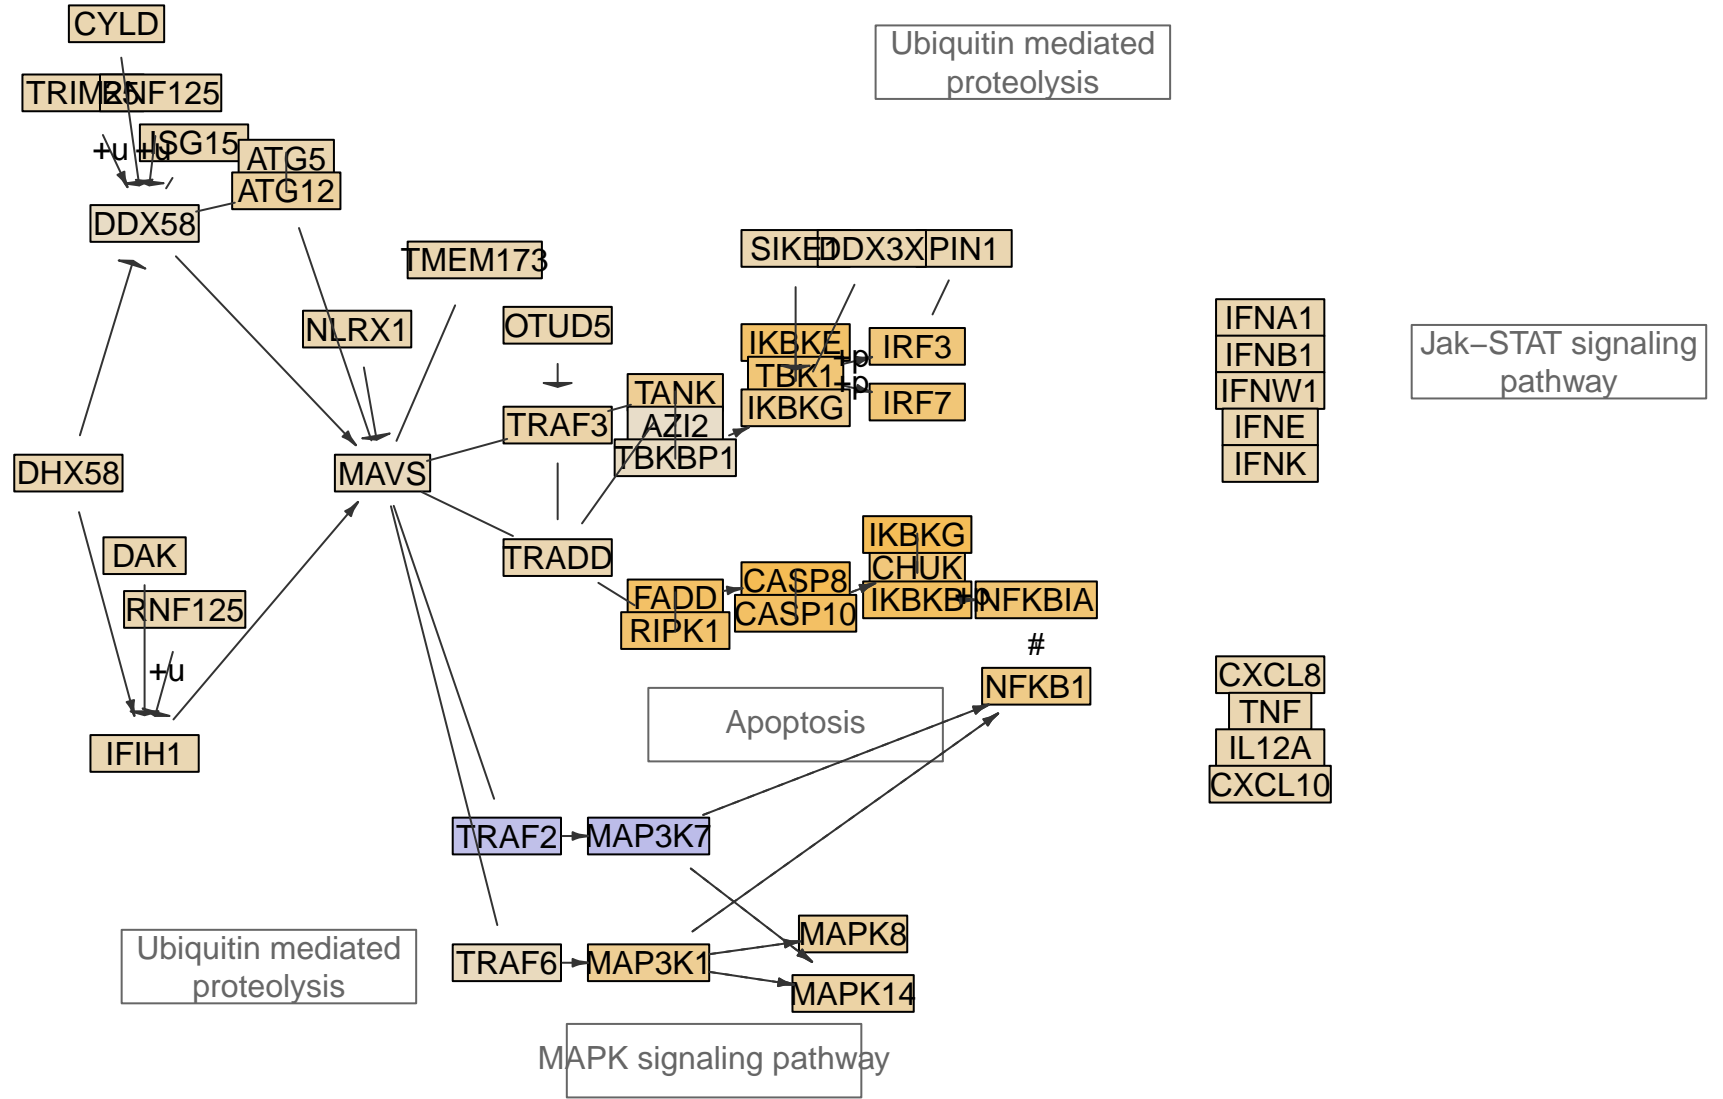 CYLD
Ubiquitin mediated
proteolysis
TRIM25
RNF125
ISG15
+u
+u
ATG5
ATG12
DDX58
TMEM173
SIKE1
DDX3X
PIN1
NLRX1
OTUD5
IKBKE
TBK1
IKBKG
+p
+p
IRF3
IRF7
IFNA1
IFNB1
IFNW1
IFNE
IFNK
Jak−STAT signaling
pathway
TANK
AZI2
TBKBP1
TRAF3
DHX58
MAVS
DAK
RNF125
+u
IFIH1
TRADD
FADD
RIPK1
CASP8
CASP10
IKBKG
CHUK
IKBKB
+p
NFKBIA
#
NFKB1
CXCL8
TNF
IL12A
CXCL10
Apoptosis
TRAF2
MAP3K7
Ubiquitin mediated
proteolysis
TRAF6
MAP3K1
MAPK8
MAPK14
MAPK signaling pathway